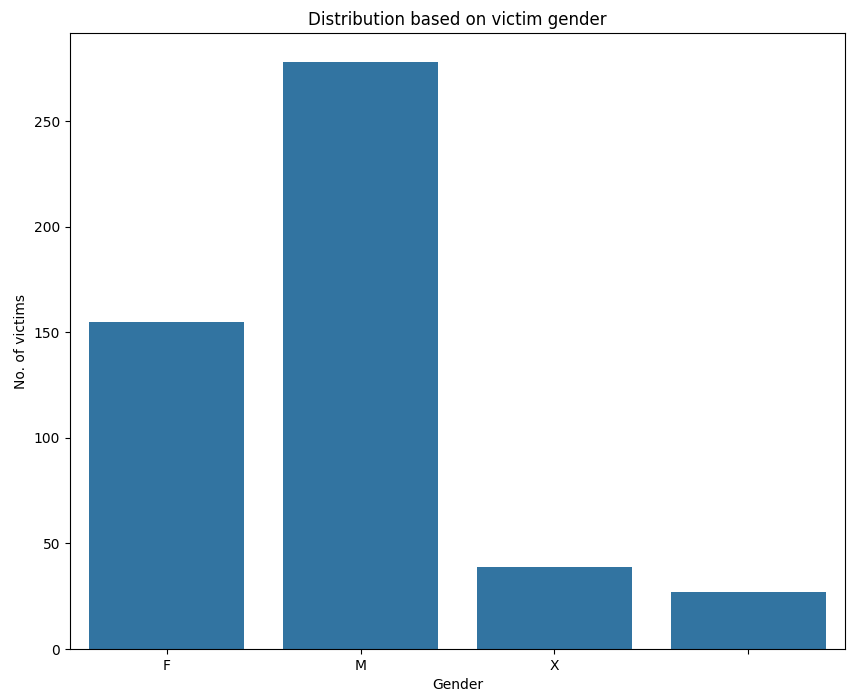 Distribution based on victim gender
No. of victims
250
200
150
100
50
0
F
M
X
Gender